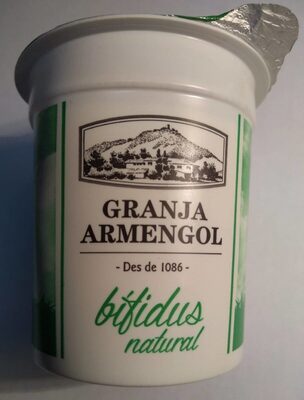 GRANJA
ARMENGOL
- Des de 1086 -
bífidus
natural